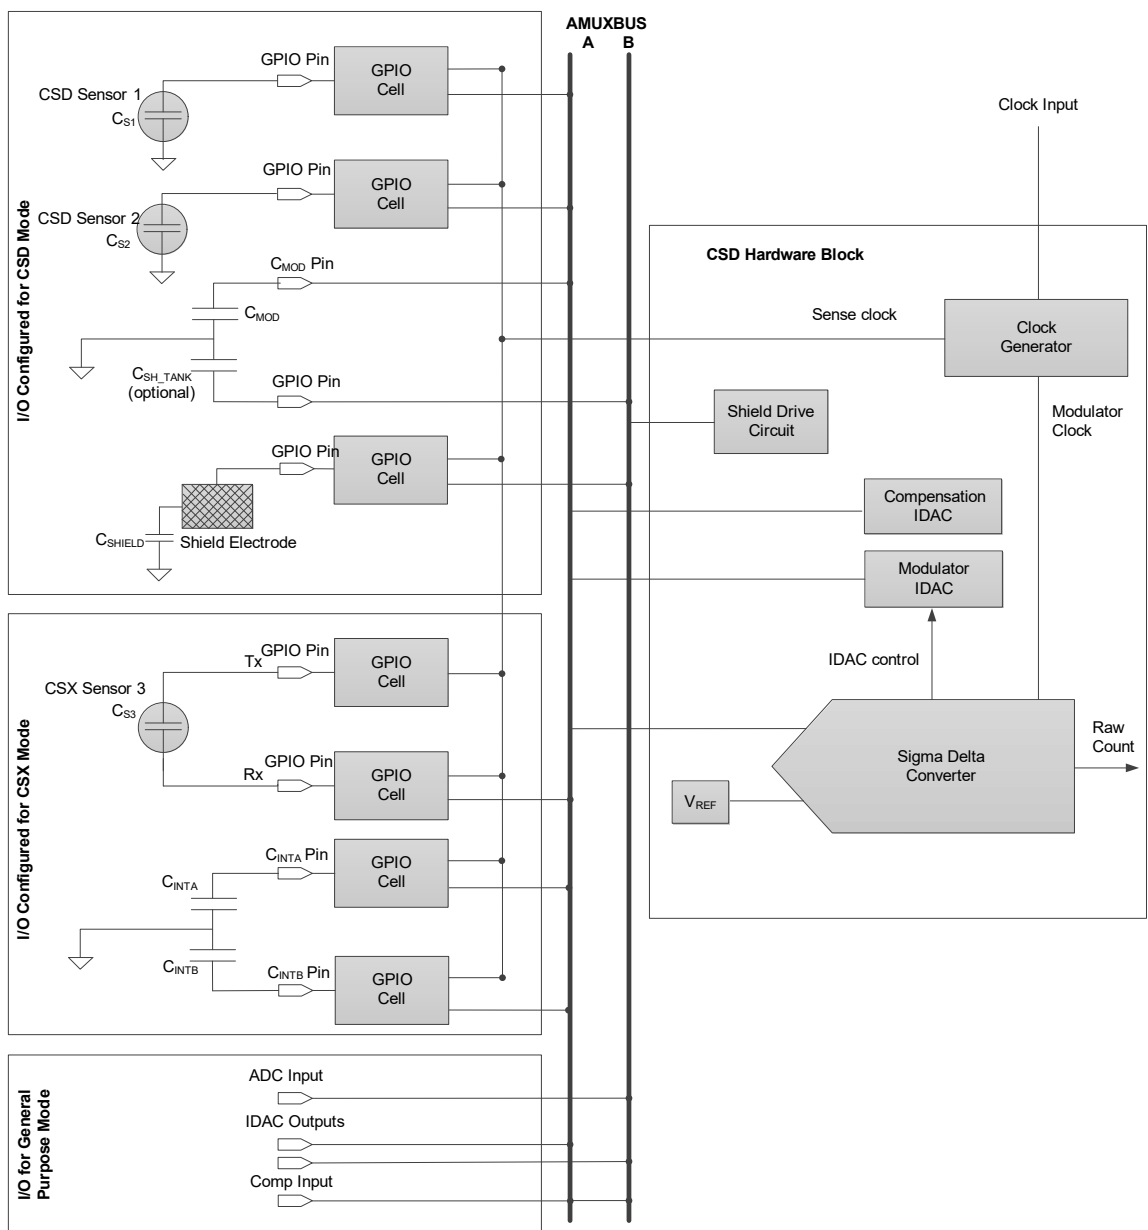 AMUXBUS
A B
I/O Configured for CSD Mode
GPIO Pin
GPIO
Cell
CSD Sensor 1
CS1
GPIO Pin
GPIO
Cell
CSD Sensor 2
CS2
CMOD Pin
CMOD
CSH_TANK
(optional)
GPIO Pin
GPIO Pin
GPIO
Cell
CSHIELD
Shield Electrode
I/O Configured for CSX Mode
GPIO Pin
Tx
GPIO
Cell
CSX Sensor 3
CS3
GPIO Pin
Rx
GPIO
Cell
CINTA Pin
GPIO
Cell
CINTA
CINTB
CINTB Pin
GPIO
Cell
I/O for General
Purpose Mode
ADC Input
IDAC Outputs
Comp Input
Clock Input
CSD Hardware Block
Sense clock
Clock
Generator
Shield Drive
Circuit
Modulator
Clock
Compensation
IDAC
Modulator
IDAC
IDAC control
Sigma Delta
Converter
Raw
Count
VREF